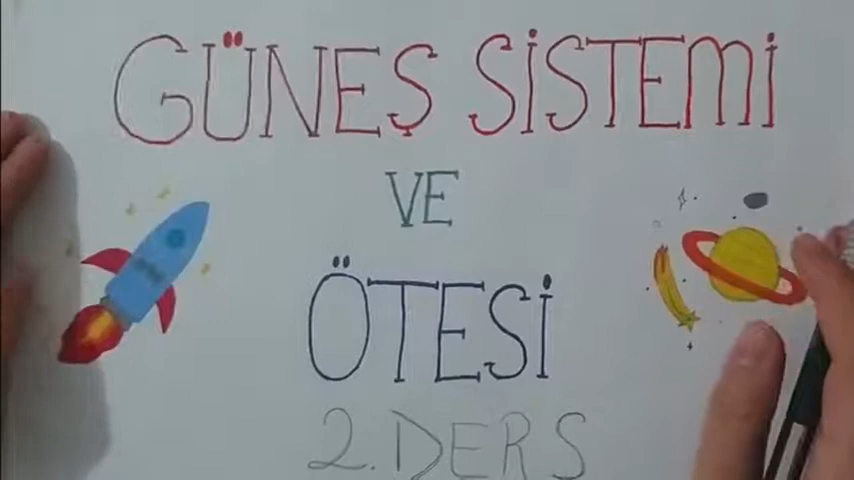 GÜNEŞ SİSTEMİ
VE
ÖTESİ
2. DERS